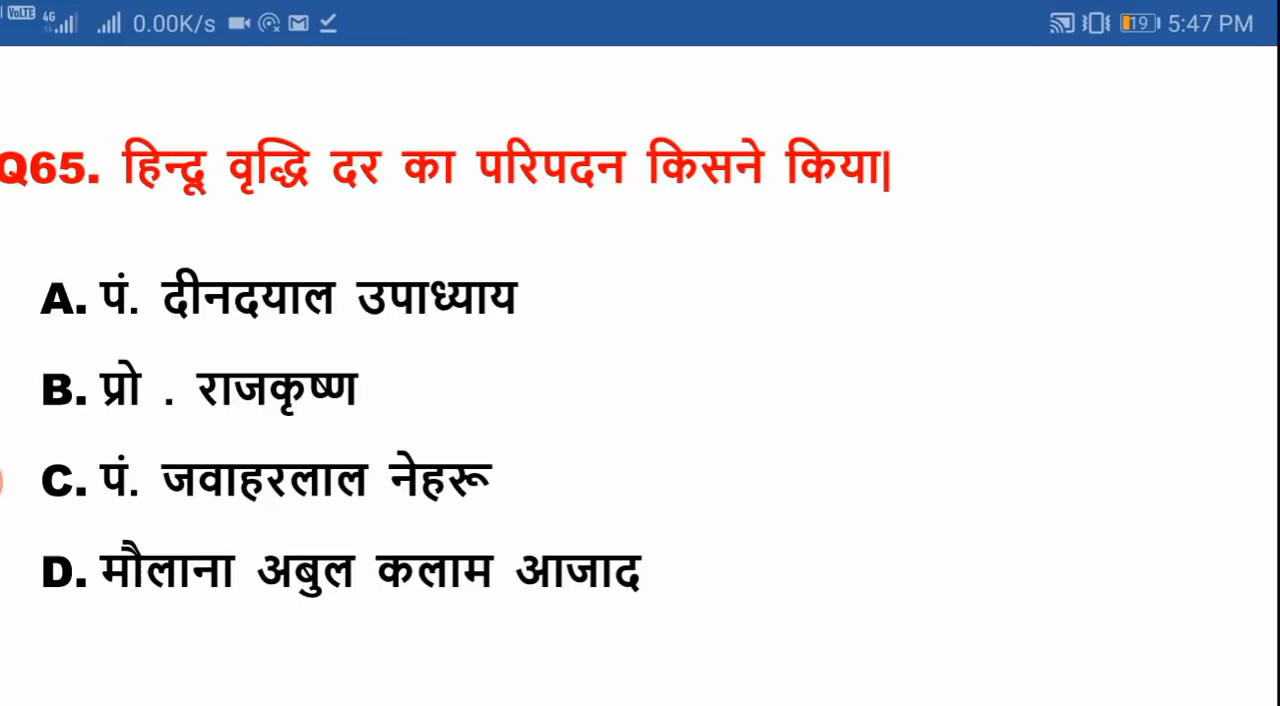 VoLTE 4G 0.00K/s 19 5:47 PM
Q65. हिन्दू वृद्धि दर का परिपदन किसने किया|
A. पं. दीनदयाल उपाध्याय
B. प्रो . राजकृष्ण
C. पं. जवाहरलाल नेहरू
D. मौलाना अबुल कलाम आजाद